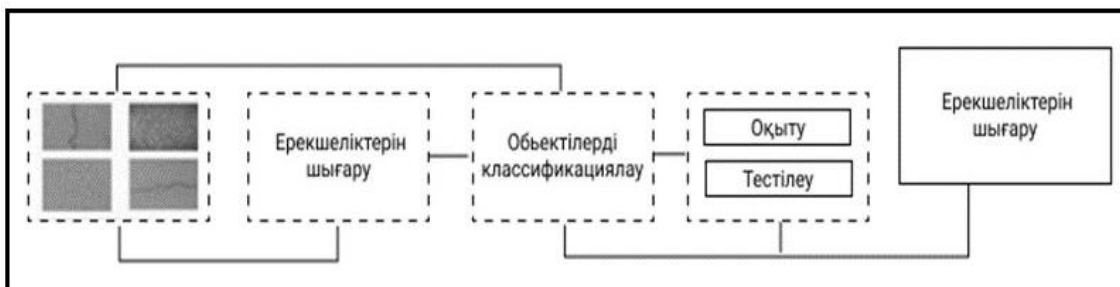 Ерекшеліктерін
шығару
Обьектілерді
классификациялау
Оқыту
Тестілеу
Ерекшеліктерін
шығару